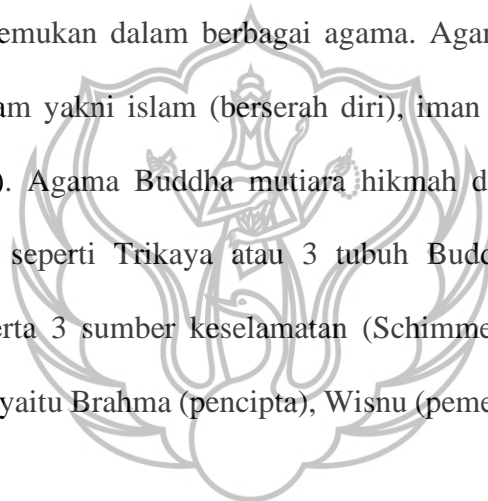 emukan dalam berbagai agama. Agar
am yakni islam (berserah diri), iman
). Agama Buddha mutiara hikmah d
seperti Trikaya atau 3 tubuh Budd
erta 3 sumber keselamatan (Schimme
yaitu Brahma (pencipta), Wisnu (peme